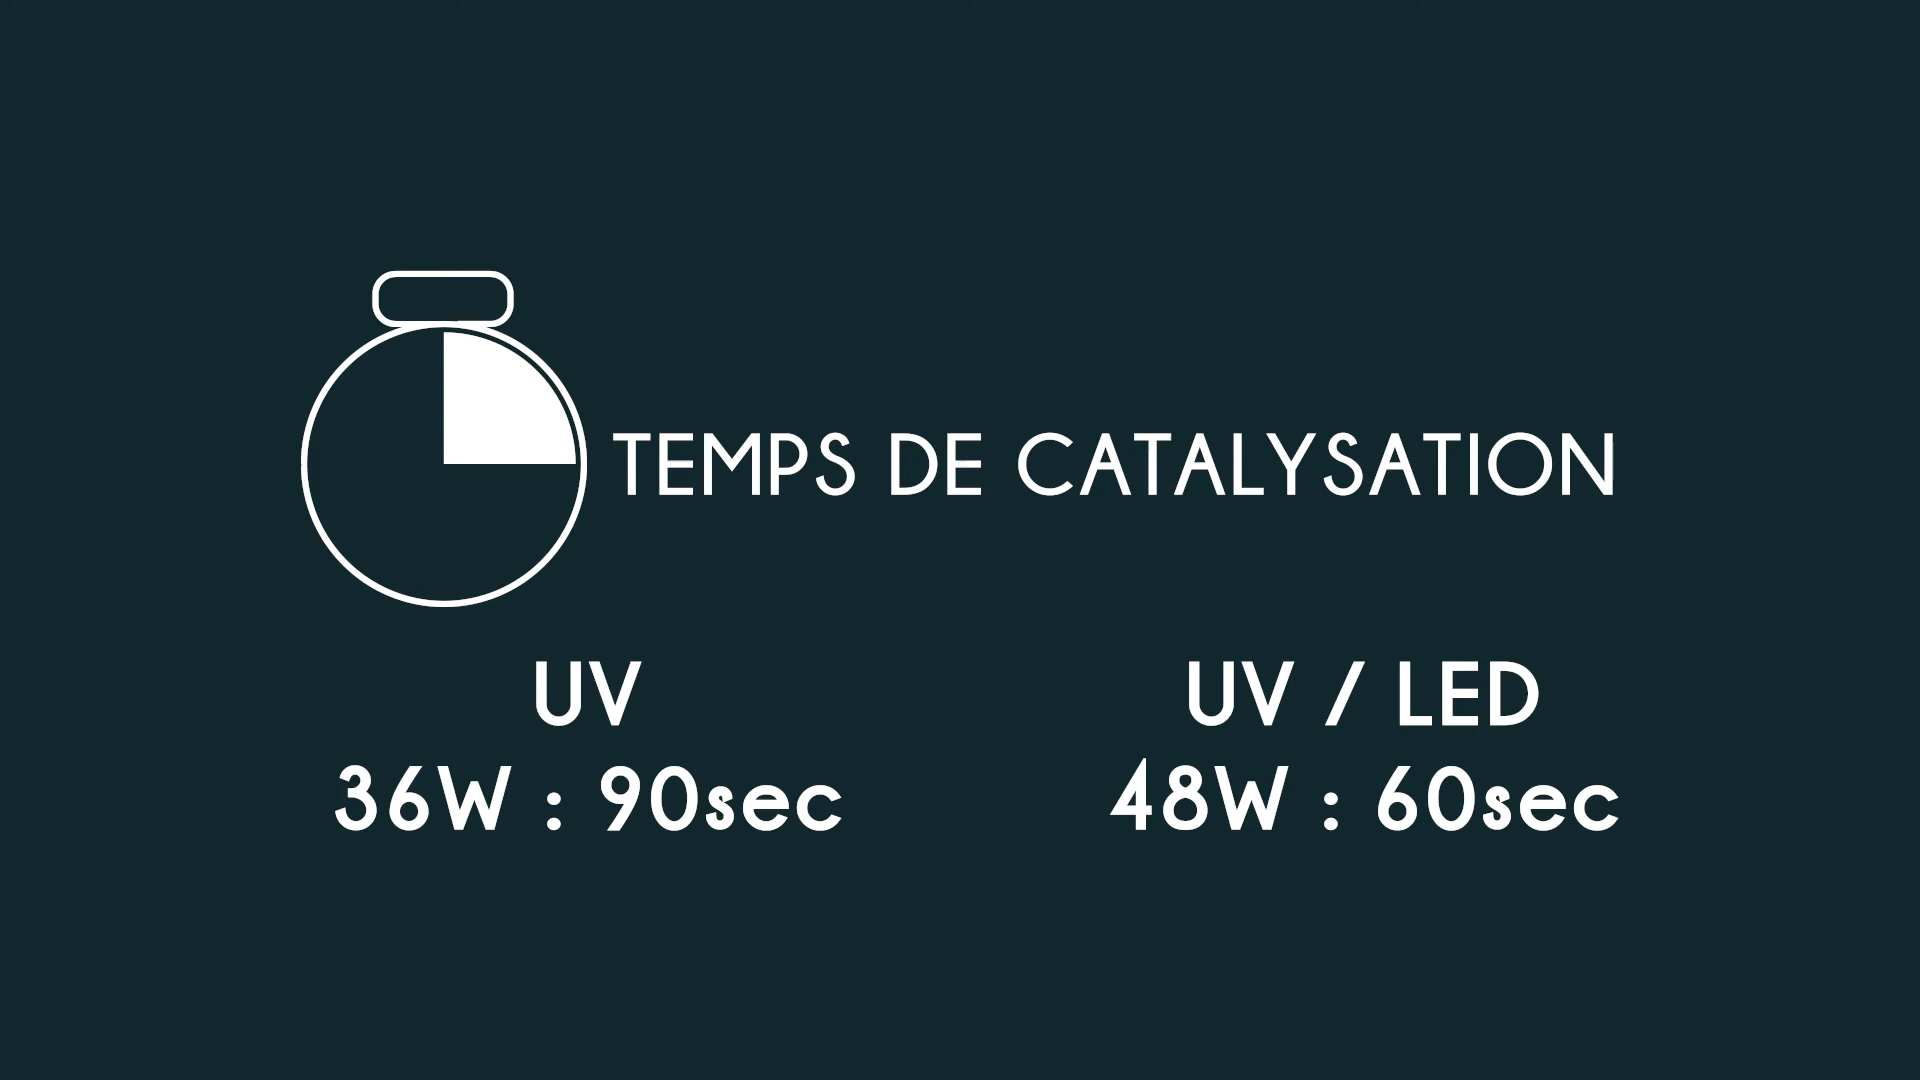 TEMPS DE CATALYSATION
UV
36W : 90sec
UV / LED
48W : 60sec